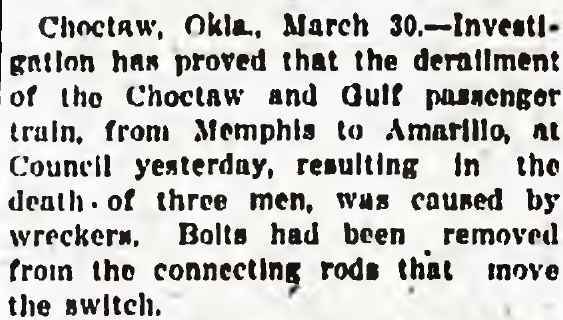 Choctaw, Okla., March 30.—Investi-
gation has proved that the derailment
of the Choctaw and Gulf passenger
train, from Memphis to Amarillo, at
Council yesterday, resulting in the
death of three men, was caused by
wreckers. Bolts had been removed
from the connecting rods that move
the switch.